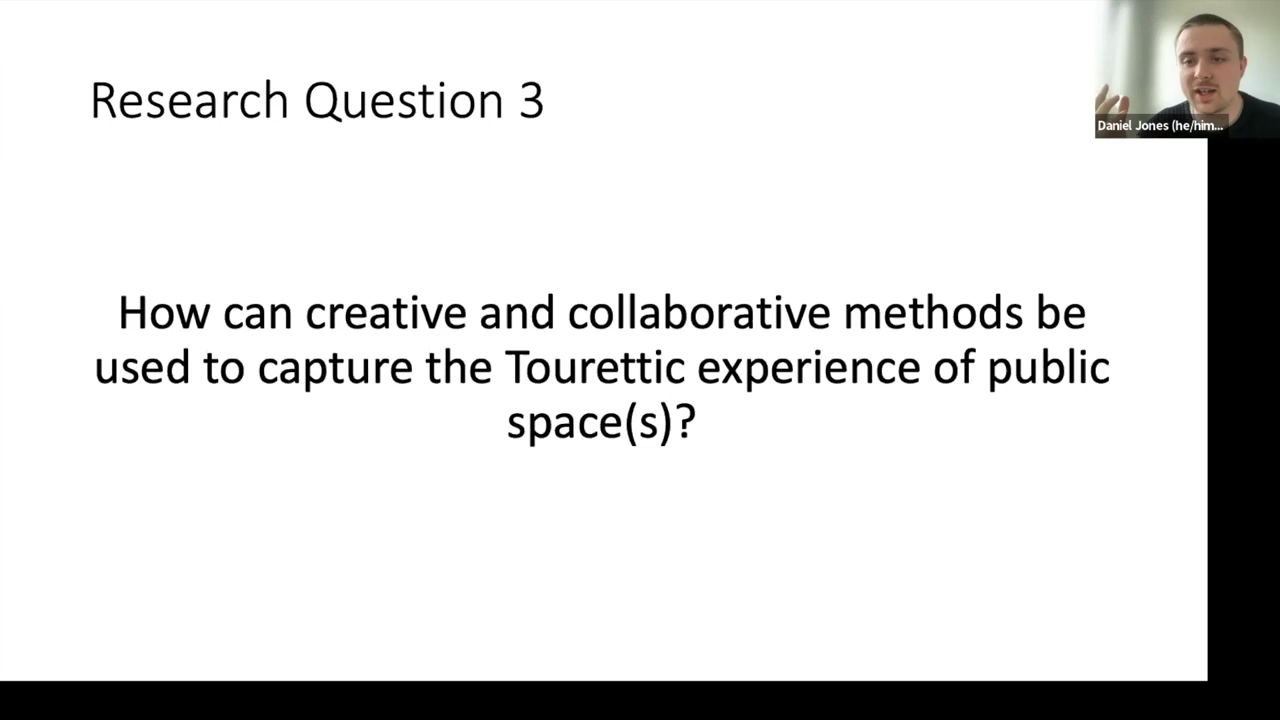 Research Question 3
Daniel Jones (he/him...
How can creative and collaborative methods be
used to capture the Tourettic experience of public
space(s)?